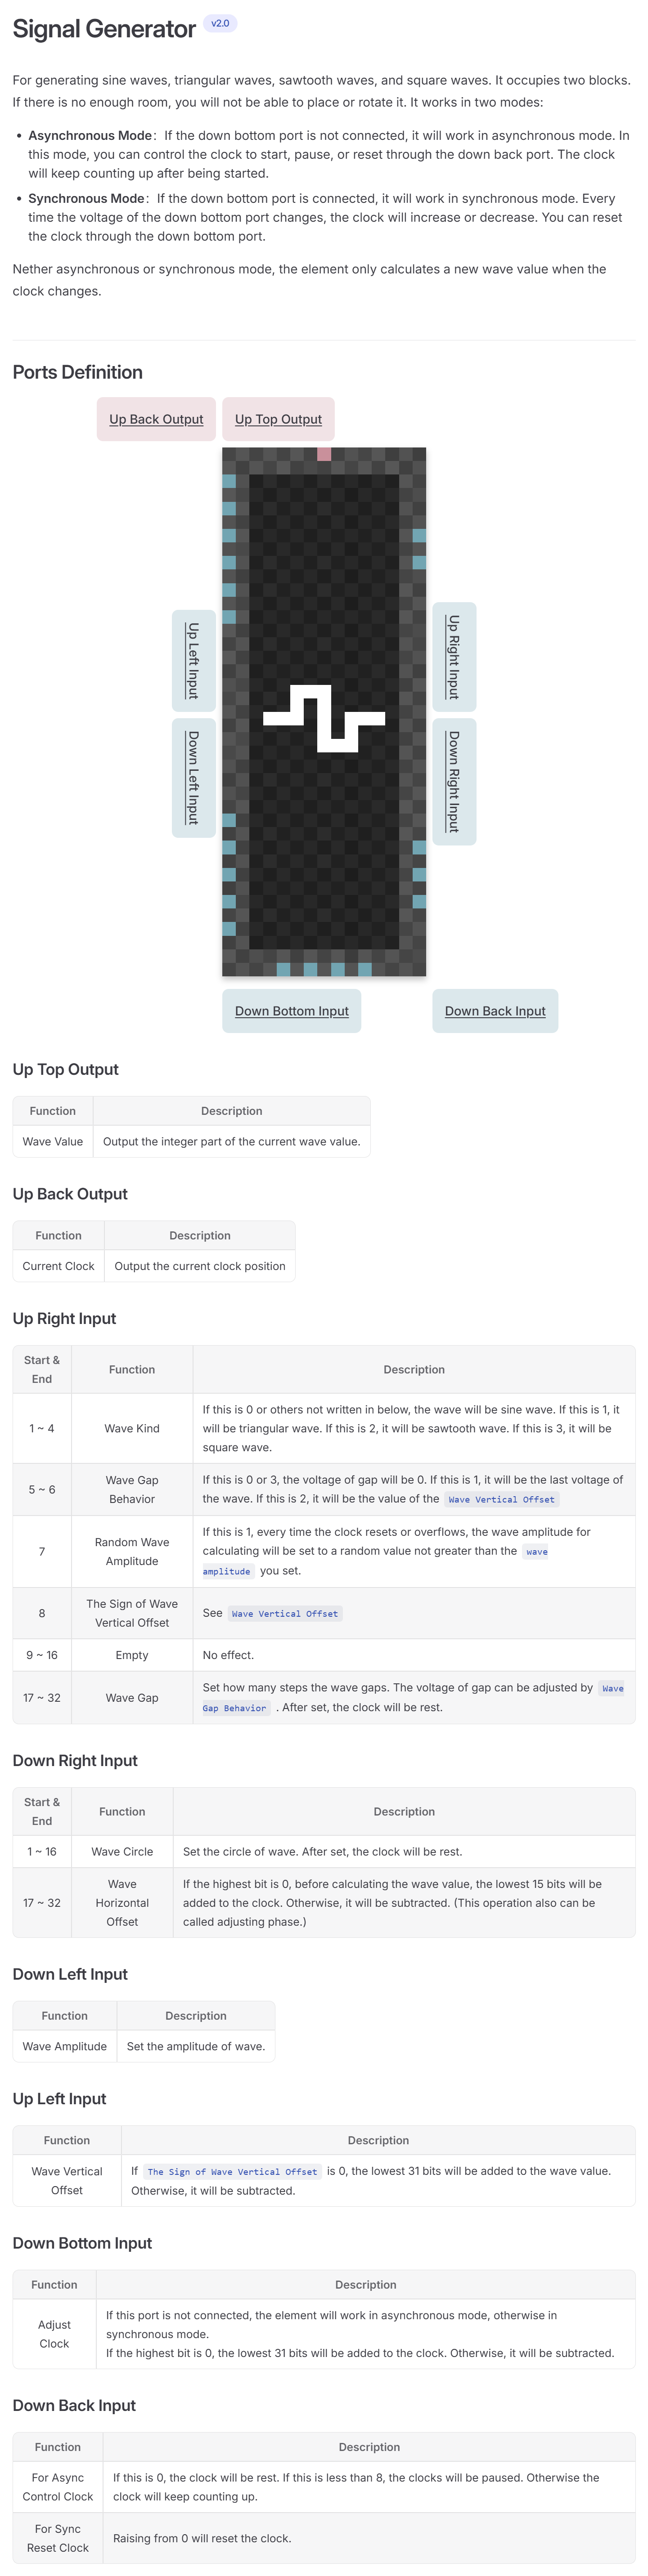 Signal Generator v2.0
For generating sine waves, triangular waves, sawtooth waves, and square waves. It occupies two blocks.
If there is no enough room, you will not be able to place or rotate it. It works in two modes:
• Asynchronous Mode: If the down bottom port is not connected, it will work in asynchronous mode. In
this mode, you can control the clock to start, pause, or reset through the down back port. The clock
will keep counting up after being started.
• Synchronous Mode: If the down bottom port is connected, it will work in synchronous mode. Every
time the voltage of the down bottom port changes, the clock will increase or decrease. You can reset
the clock through the down bottom port.
Nether asynchronous or synchronous mode, the element only calculates a new wave value when the
clock changes.
Ports Definition
Up Back Output
Up Top Output
Up Left Input
Up Right Input
Down Left Input
Down Right Input
Down Bottom Input
Down Back Input
Up Top Output
Function Description
Wave Value Output the integer part of the current wave value.
Up Back Output
Function Description
Current Clock Output the current clock position
Up Right Input
Start &
End
Function Description
1 ~ 4
Wave Kind
If this is 0 or others not written in below, the wave will be sine wave. If this is 1, it
will be triangular wave. If this is 2, it will be sawtooth wave. If this is 3, it will be
square wave.
5 ~ 6
Wave Gap
Behavior
If this is 0 or 3, the voltage of gap will be 0. If this is 1, it will be the last voltage of
the wave. If this is 2, it will be the value of the Wave Vertical Offset
7
Random Wave
Amplitude
If this is 1, every time the clock resets or overflows, the wave amplitude for
calculating will be set to a random value not greater than the wave
amplitude you set.
8
The Sign of Wave
Vertical Offset
See Wave Vertical Offset
9 ~ 16 Empty No effect.
17 ~ 32
Wave Gap
Set how many steps the wave gaps. The voltage of gap can be adjusted by Wave
Gap Behavior . After set, the clock will be rest.
Down Right Input
Start &
End
Function Description
1 ~ 16 Wave Circle Set the circle of wave. After set, the clock will be rest.
17 ~ 32
Wave
Horizontal
Offset
If the highest bit is 0, before calculating the wave value, the lowest 15 bits will be
added to the clock. Otherwise, it will be subtracted. (This operation also can be
called adjusting phase.)
Down Left Input
Function Description
Wave Amplitude Set the amplitude of wave.
Up Left Input
Function Description
Wave Vertical
Offset
If The Sign of Wave Vertical Offset is 0, the lowest 31 bits will be added to the wave value.
Otherwise, it will be subtracted.
Down Bottom Input
Function Description
Adjust
Clock
If this port is not connected, the element will work in asynchronous mode, otherwise in
synchronous mode.
If the highest bit is 0, the lowest 31 bits will be added to the clock. Otherwise, it will be subtracted.
Down Back Input
Function Description
For Async
Control Clock
If this is 0, the clock will be rest. If this is less than 8, the clocks will be paused. Otherwise the
clock will keep counting up.
For Sync
Reset Clock
Raising from 0 will reset the clock.